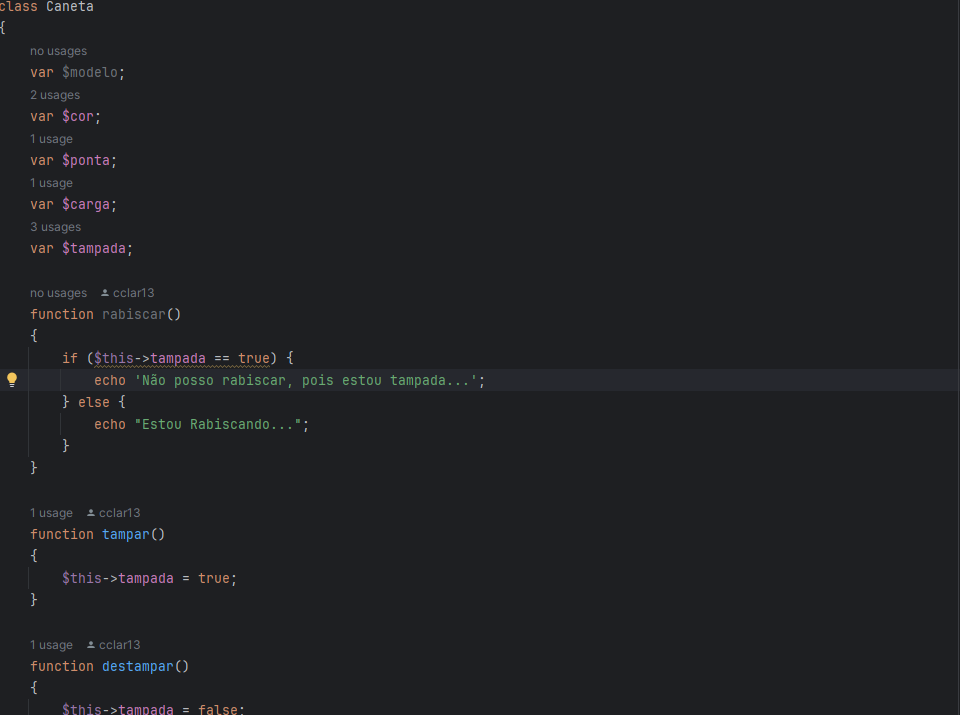 class Caneta
{
no usages
var $modelo;
2 usages
var $cor;
1 usage
var $ponta;
1 usage
var $carga;
3 usages
var $tampada;
no usages cclar13
function rabiscar()
{
if ($this->tampada == true) {
echo 'Não posso rabiscar, pois estou tampada...';
} else {
echo "Estou Rabiscando...";
}
}
1 usage cclar13
function tampar()
{
$this->tampada = true;
}
1 usage cclar13
function destampar()
{
$this->tampada = false;